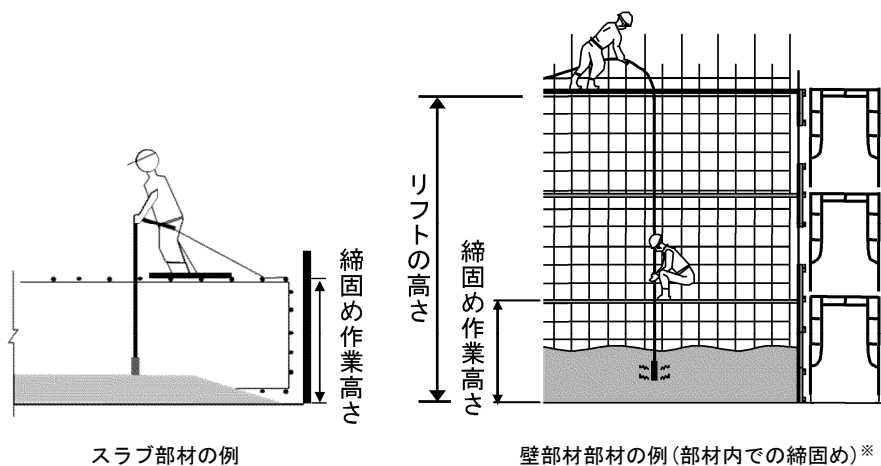 締固め作業高さ
リフトの高さ
締固め作業高さ
スラブ部材の例
壁部材部材の例(部材内での締固め)※